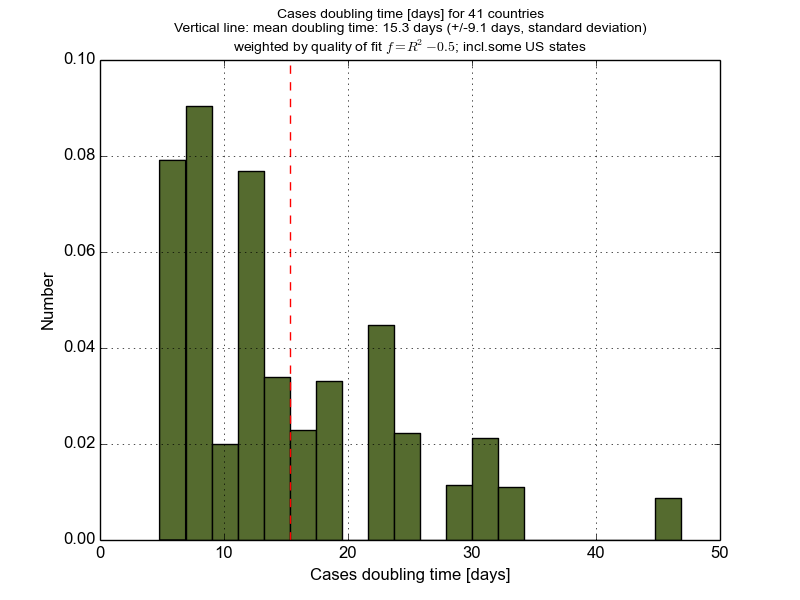 Cases doubling time [days] for 41 countries
Vertical line: mean doubling time: 15.3 days (+/-9.1 days, standard deviation)
weighted by quality of fit f=R² −0.5; incl.some US states
0.10
0.08
0.06
0.04
0.02
0.00
Number
0 10 20 30 40 50
Cases doubling time [days]